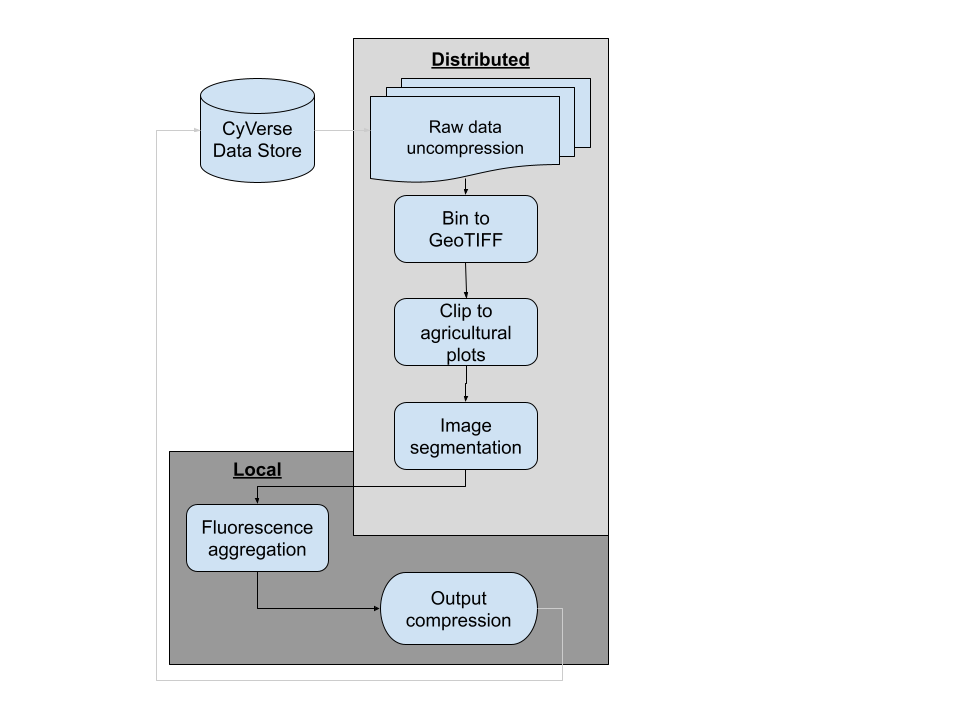 Distributed
CyVerse
Data Store
Raw data
uncompression
Bin to
GeoTIFF
Clip to
agricultural
plots
Image
segmentation
Local
Fluorescence
aggregation
Output
compression